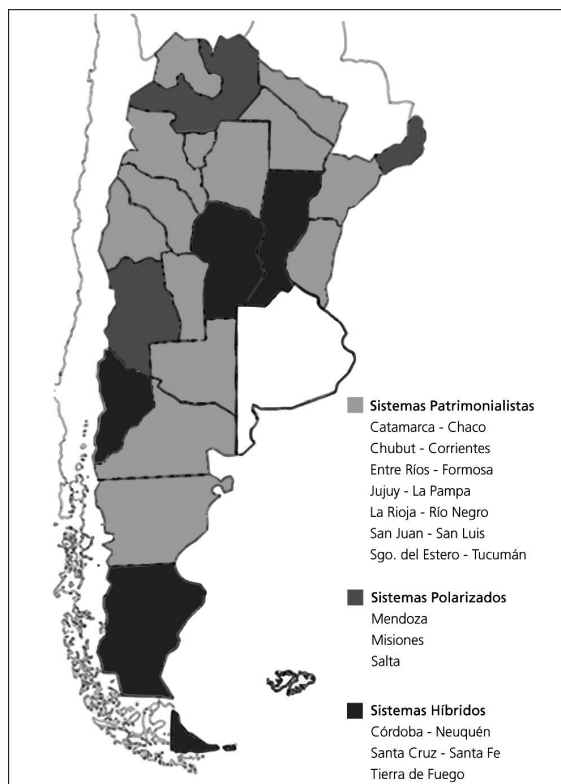 Sistemas Patrimonialistas
Catamarca - Chaco
Chubut - Corrientes
Entre Ríos - Formosa
Jujuy - La Pampa
La Rioja - Río Negro
San Juan - San Luis
Sgo. del Estero - Tucumán
Sistemas Polarizados
Mendoza
Misiones
Salta
Sistemas Híbridos
Córdoba - Neuquén
Santa Cruz - Santa Fe
Tierra de Fuego